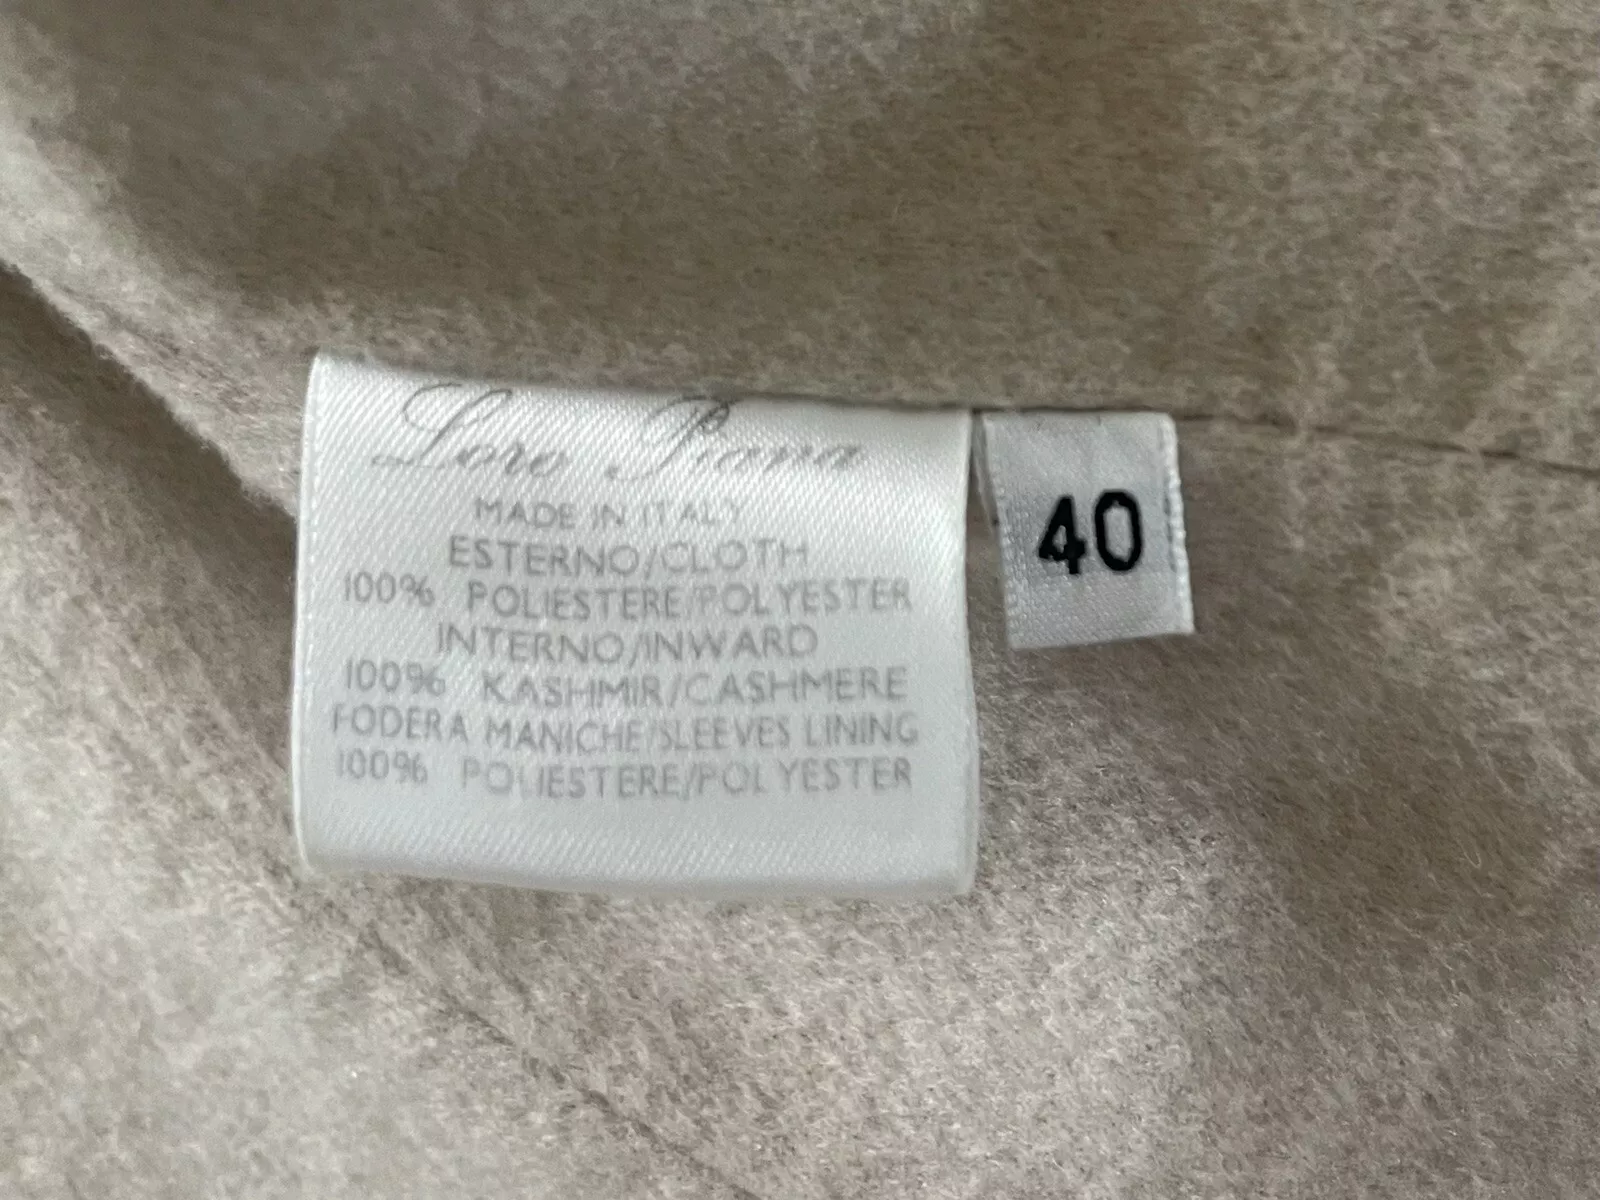 Loro Piana
MADE IN ITALY
ESTERNO/CLOTH
100% POLIESTERE/POLYESTER
INTERNO/INWARD
100% KASHMIR/CASHMERE
FODERA MANICHE/SLEEVES LINING
100% POLIESTERE/POLYESTER
40